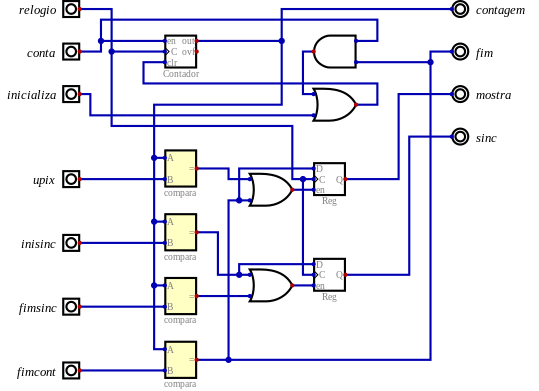 relogio
contagem
conta
en out
C ovf
clr
Contador
fim
inicializa
mostra
sinc
upix
A
B
=
compara
D
C Q
en
Reg
inisinc
A
B
=
compara
fimsinc
A
B
=
compara
D
C Q
en
Reg
fimcont
A
B
=
compara